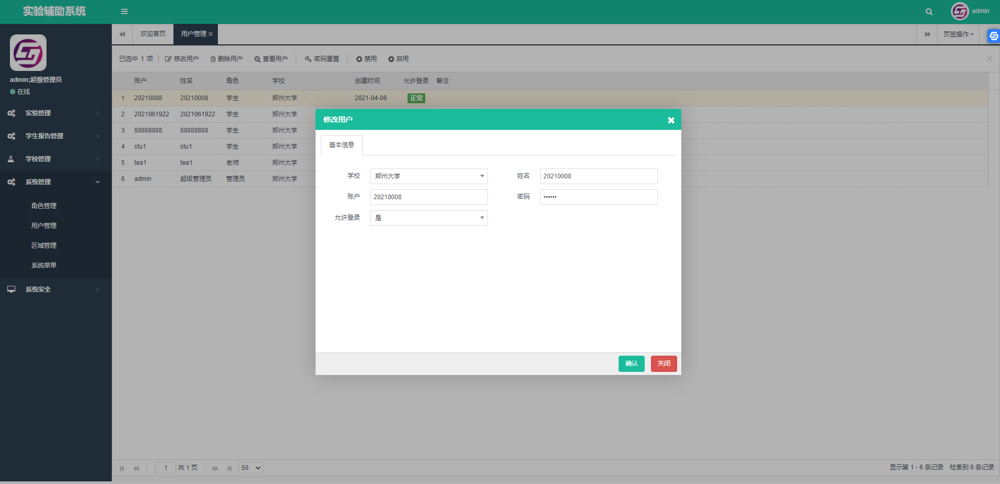 实验辅助系统
admin
欢迎首页 用户管理 页签操作
admin;超级管理员
在线
实验管理
学生报告管理
学校管理
系统管理
角色管理
用户管理
区域管理
系统菜单
系统安全
已选中 1 项 修改用户 删除用户 查看用户 密码重置 禁用 启用
账户 姓名 角色 学校 创建时间 允许登录 备注
1 20210008 20210008 学生 郑州大学 2021-04-06 正常
2 2021061922 2021061922 学生 郑州大学
3 88888888 88888888 学生 郑州大学
4 stu1 stu1 学生 郑州大学
5 tea1 tea1 老师 郑州大学
6 admin 超级管理员 管理员 郑州大学
修改用户
基本信息
学校 郑州大学 姓名 20210008
账户 20210008 密码 ••••••
允许登录 是
确认 关闭
1 共 1 页 50 显示第 1 - 6 条记录 检索到 6 条记录